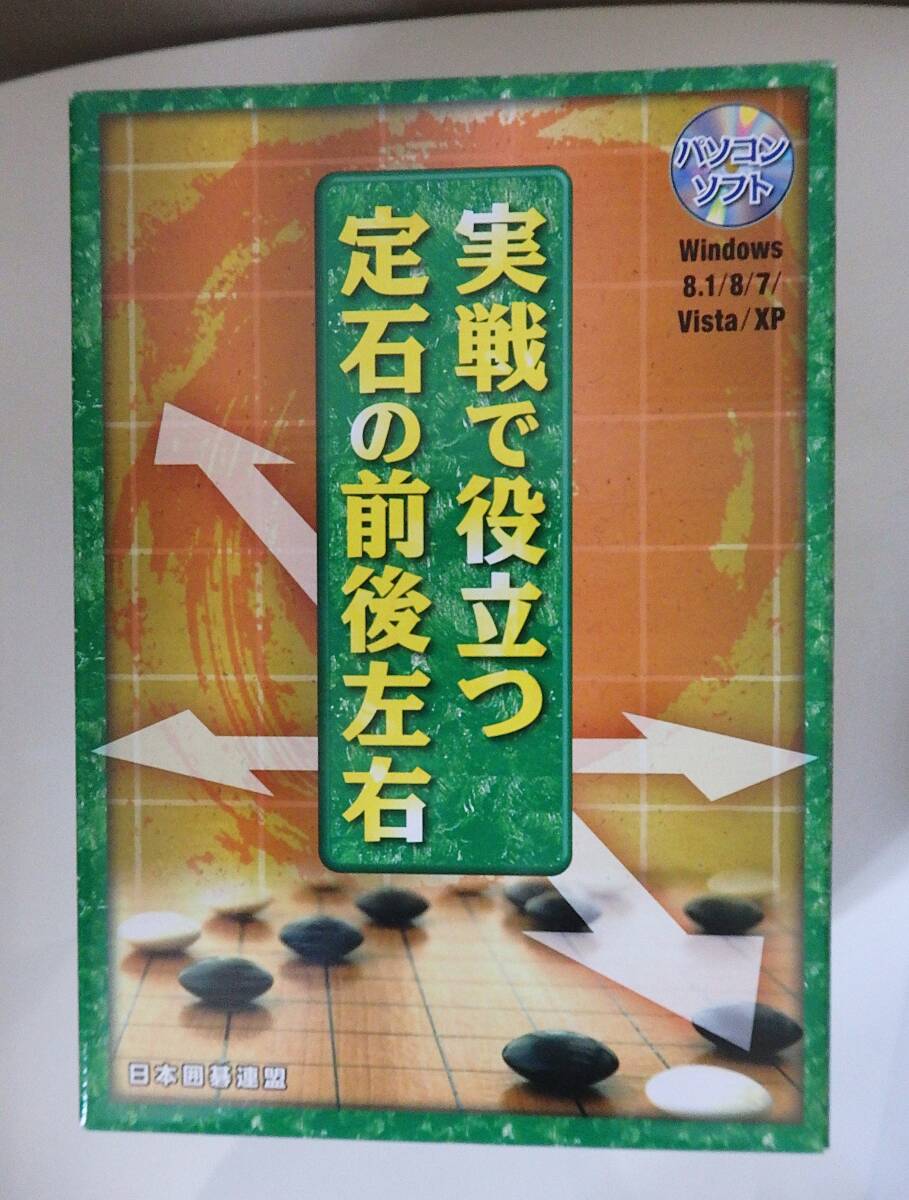 実戦で役立つ
定石の前後左右
パソコン
ソフト
Windows
8.1/8/7/
Vista/XP
日本囲碁連盟